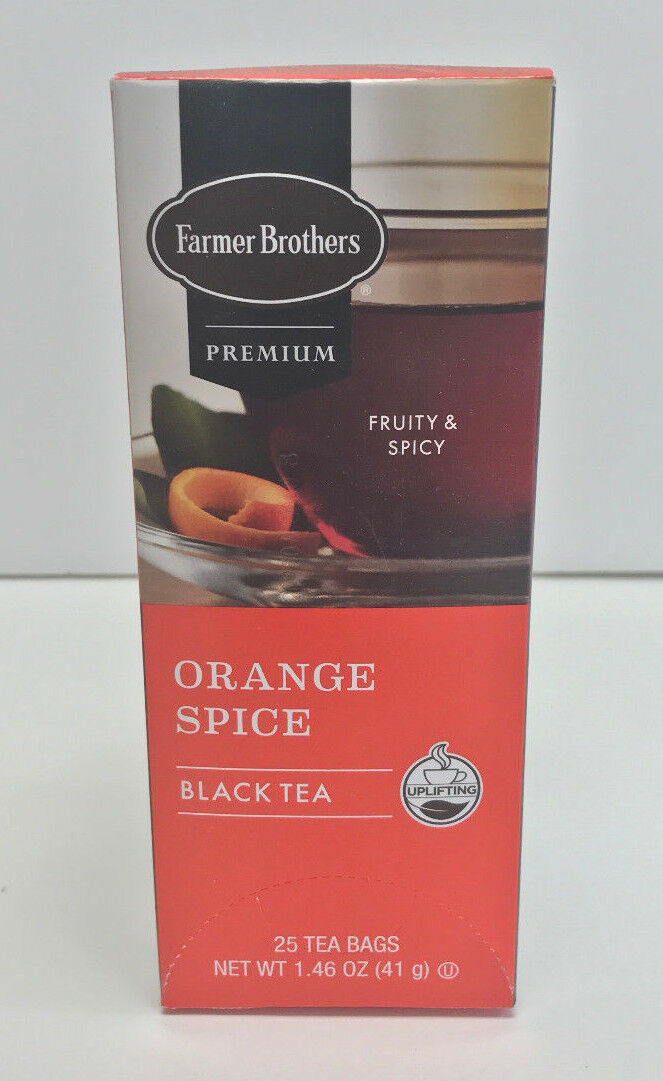 Farmer Brothers
®
PREMIUM
FRUITY &
SPICY
ORANGE
SPICE
BLACK TEA
UPLIFTING
25 TEA BAGS
NET WT 1.46 OZ (41 g) Ⓤ